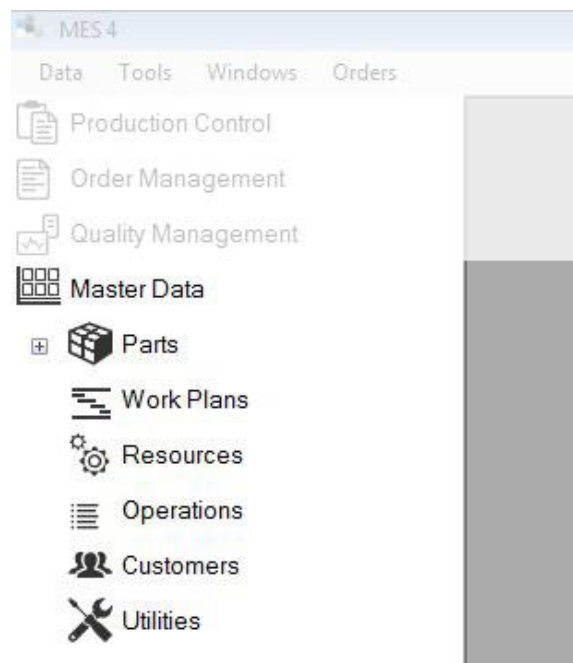 MES 4
Data Tools Windows Orders
Production Control
Order Management
Quality Management
Master Data
Parts
Work Plans
Resources
Operations
Customers
Utilities